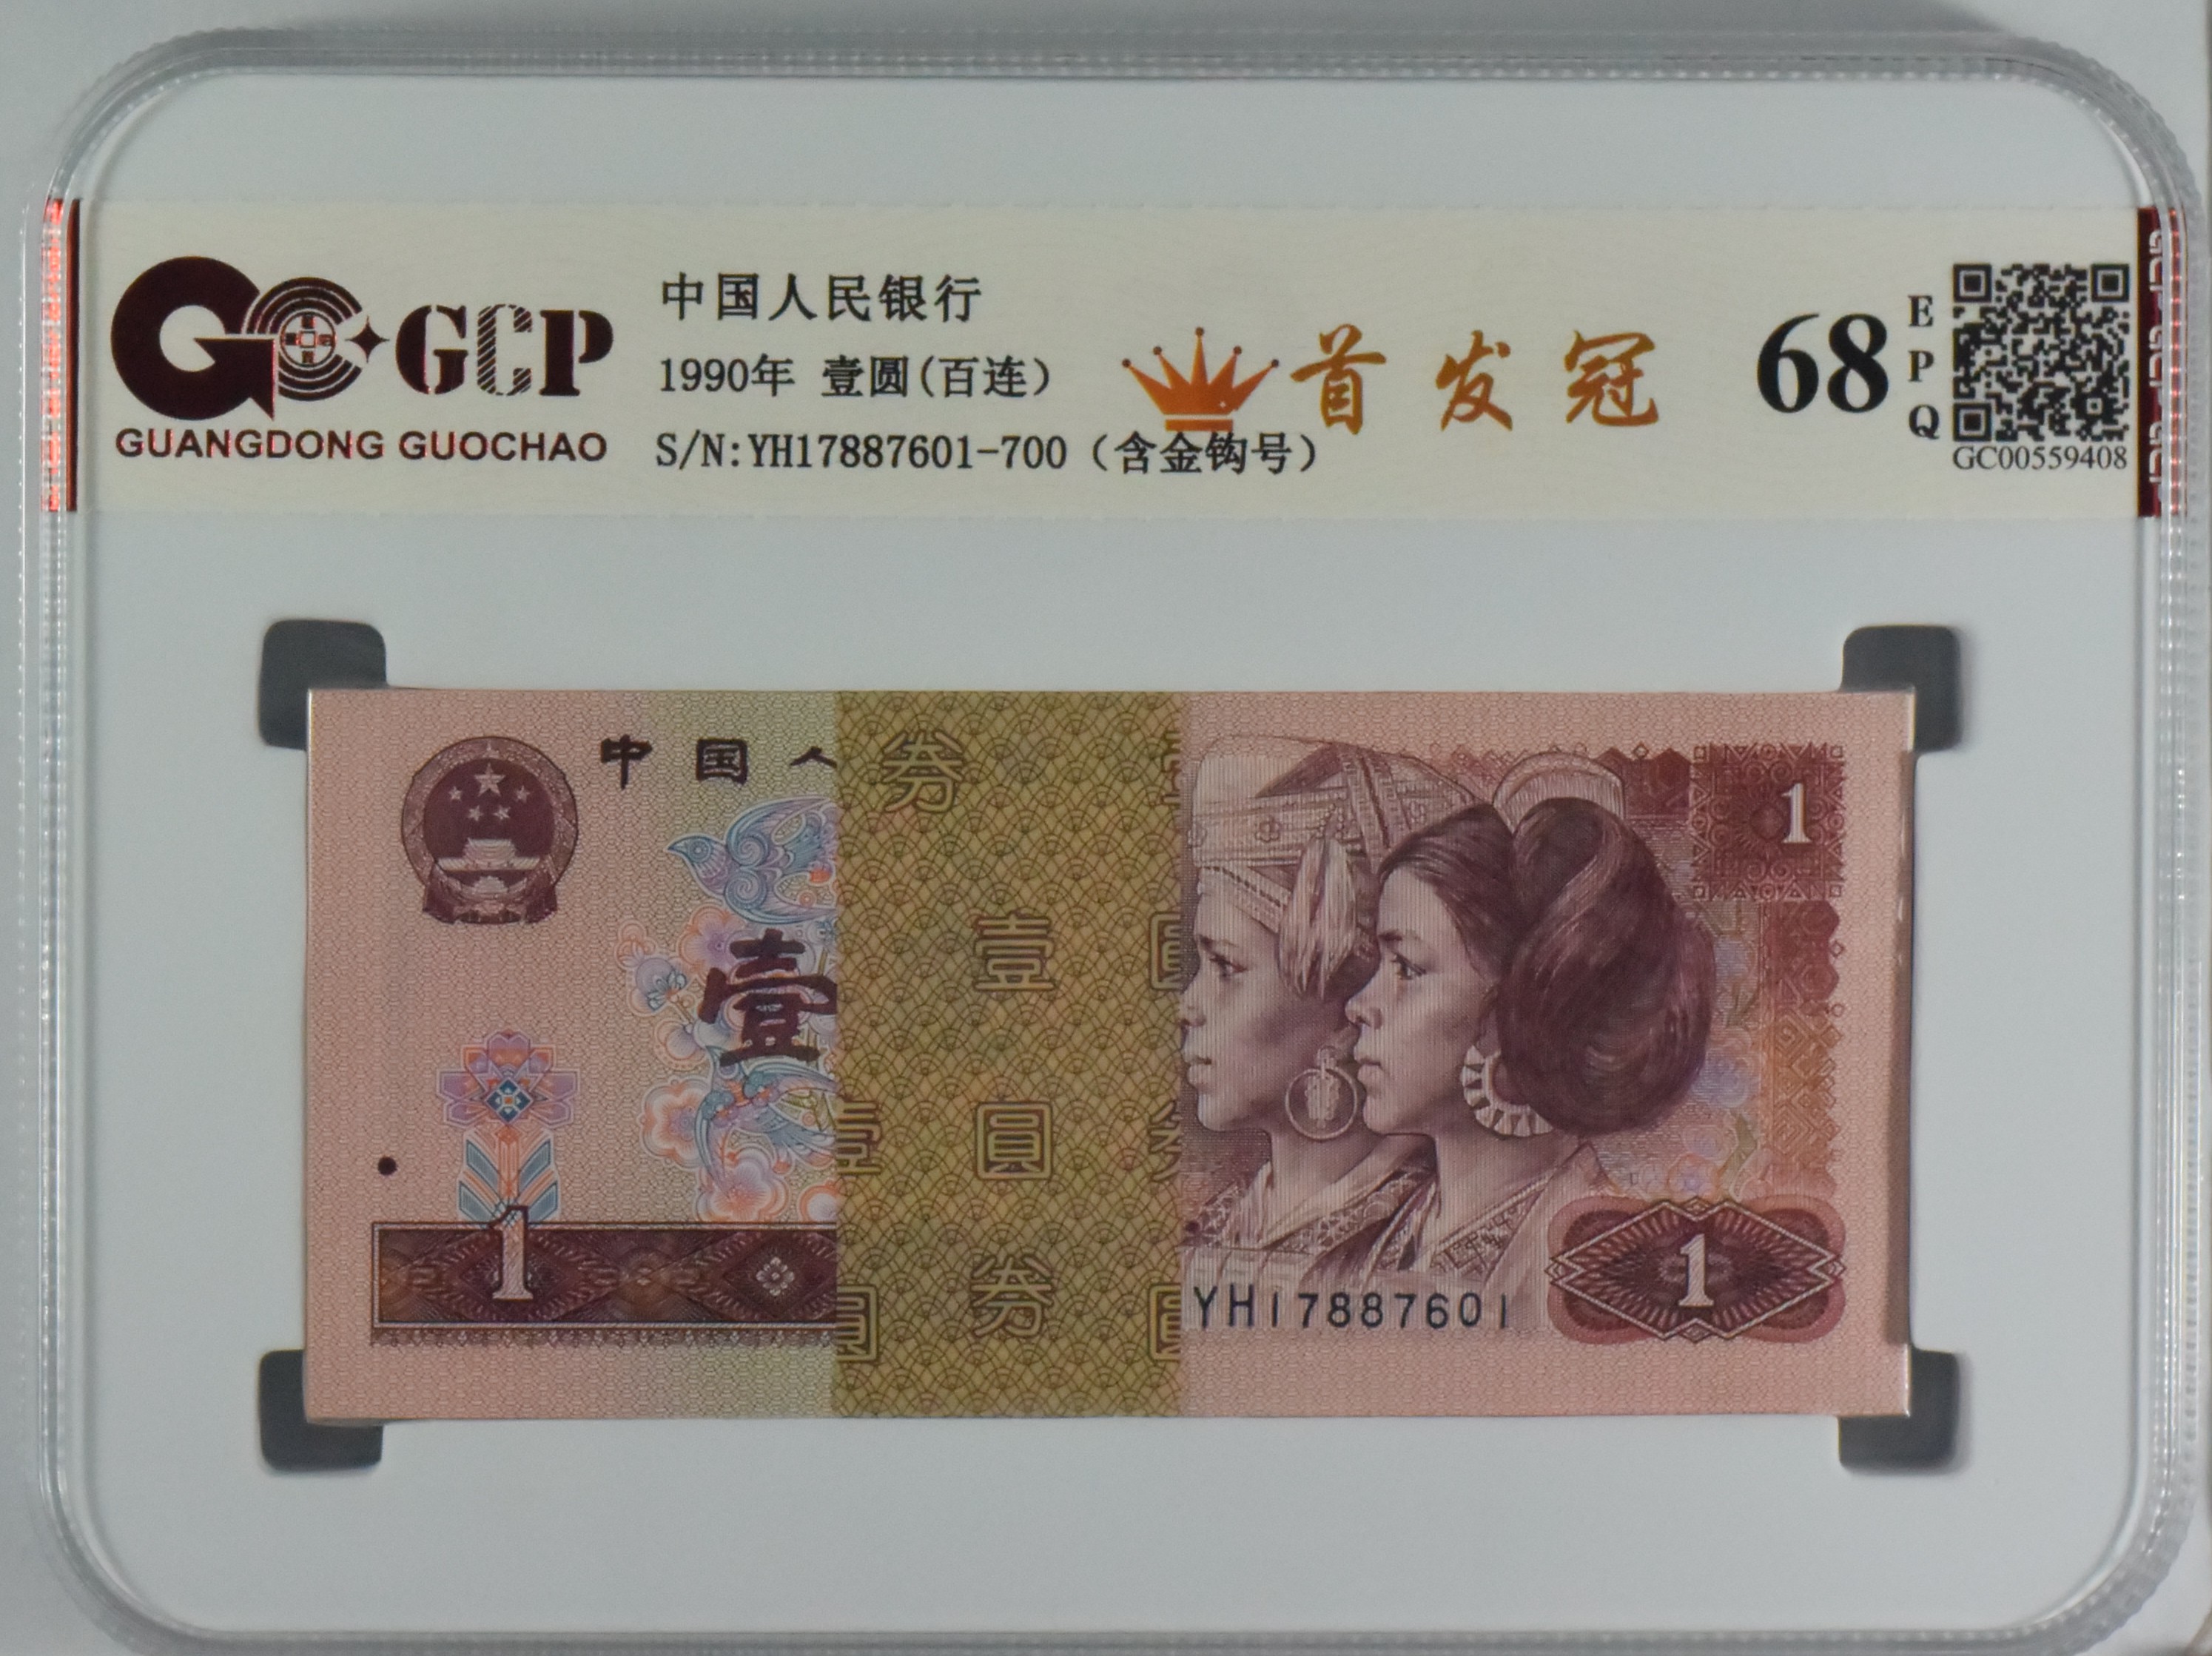 GCP
GUANGDONG GUOCHAO
中国人民银行
1990年 壹圆(百连)
S/N:YH17887601-700（含金钩号）
首发冠
68
EPQ
GC00559408
中国人
壹
1
券
壹
圆
券
壹
圆
1
1
YH17887601